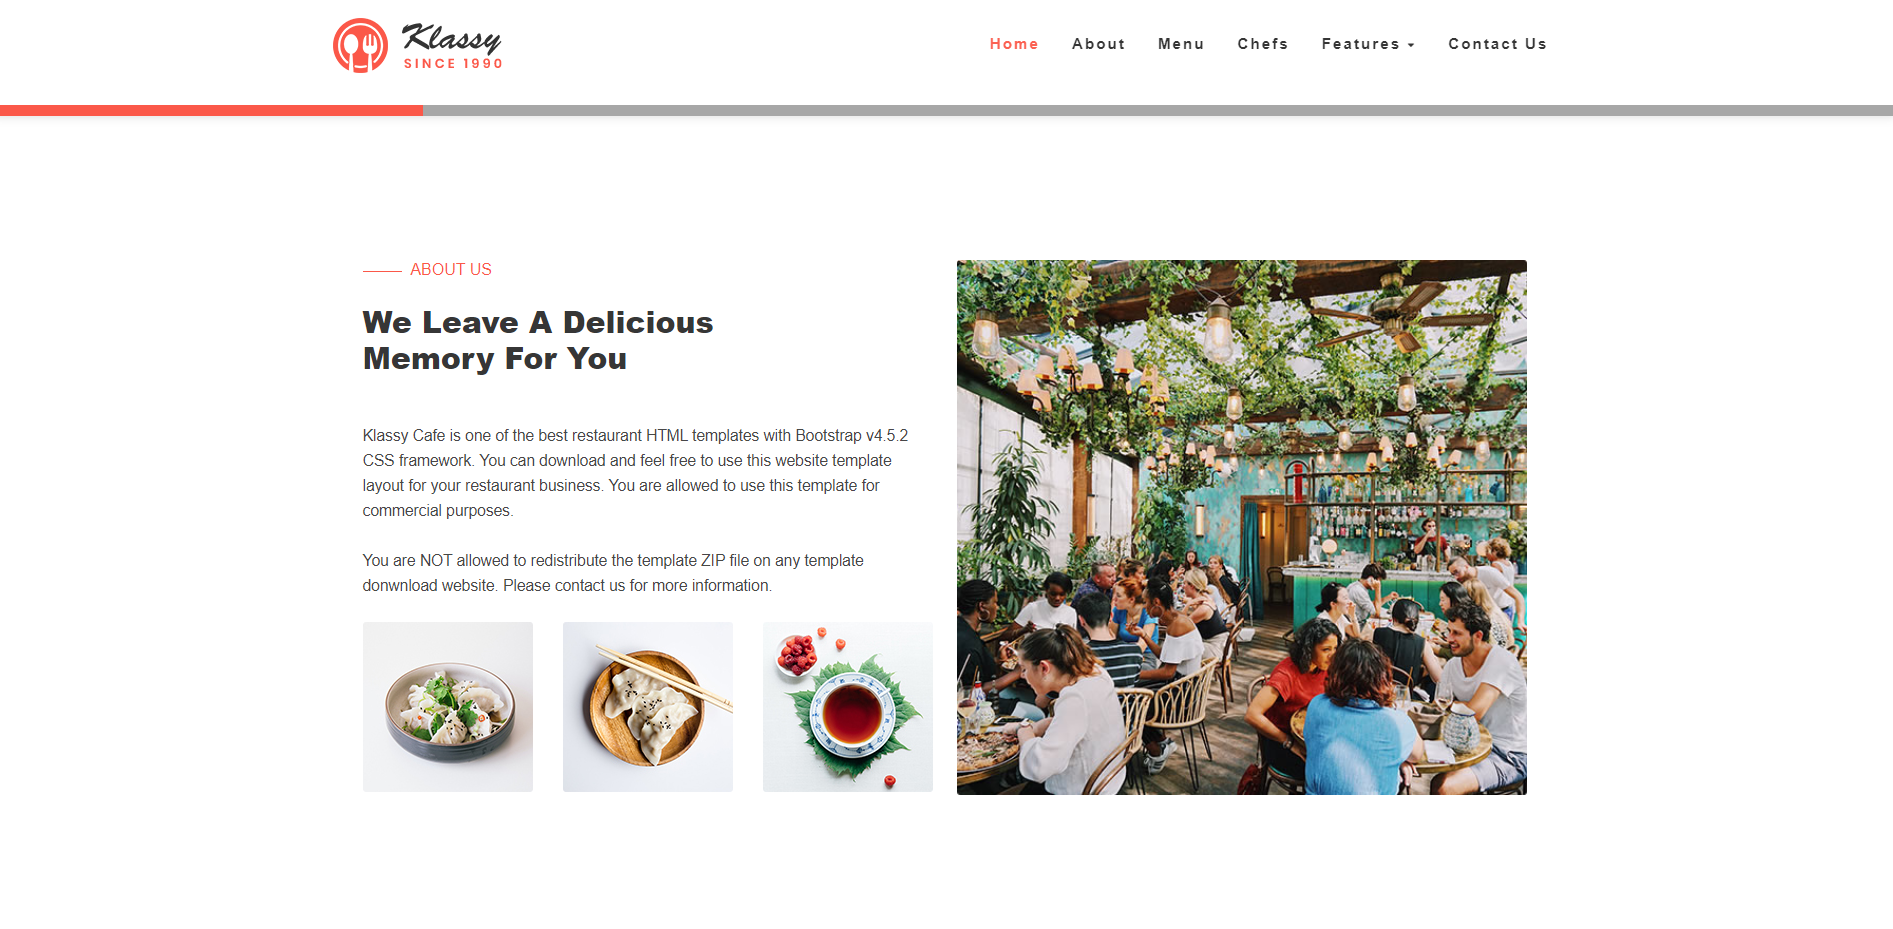 Klassy
SINCE 1990
Home About Menu Chefs Features Contact Us
ABOUT US
We Leave A Delicious
Memory For You
Klassy Cafe is one of the best restaurant HTML templates with Bootstrap v4.5.2
CSS framework. You can download and feel free to use this website template
layout for your restaurant business. You are allowed to use this template for
commercial purposes.
You are NOT allowed to redistribute the template ZIP file on any template
donwnload website. Please contact us for more information.